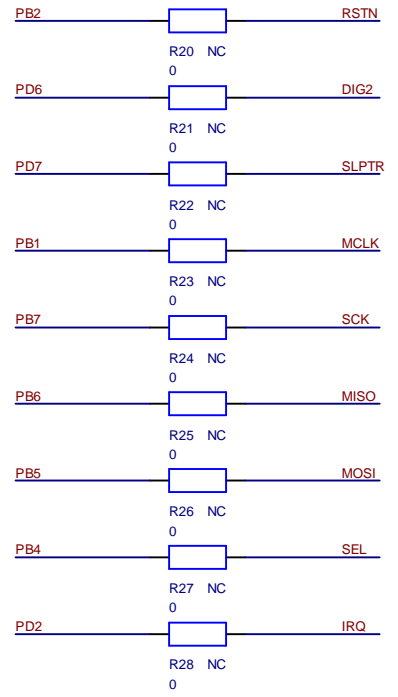 PB2 RSTN
R20 NC
0
PD6 DIG2
R21 NC
0
PD7 SLPTR
R22 NC
0
PB1 MCLK
R23 NC
0
PB7 SCK
R24 NC
0
PB6 MISO
R25 NC
0
PB5 MOSI
R26 NC
0
PB4 SEL
R27 NC
0
PD2 IRQ
R28 NC
0